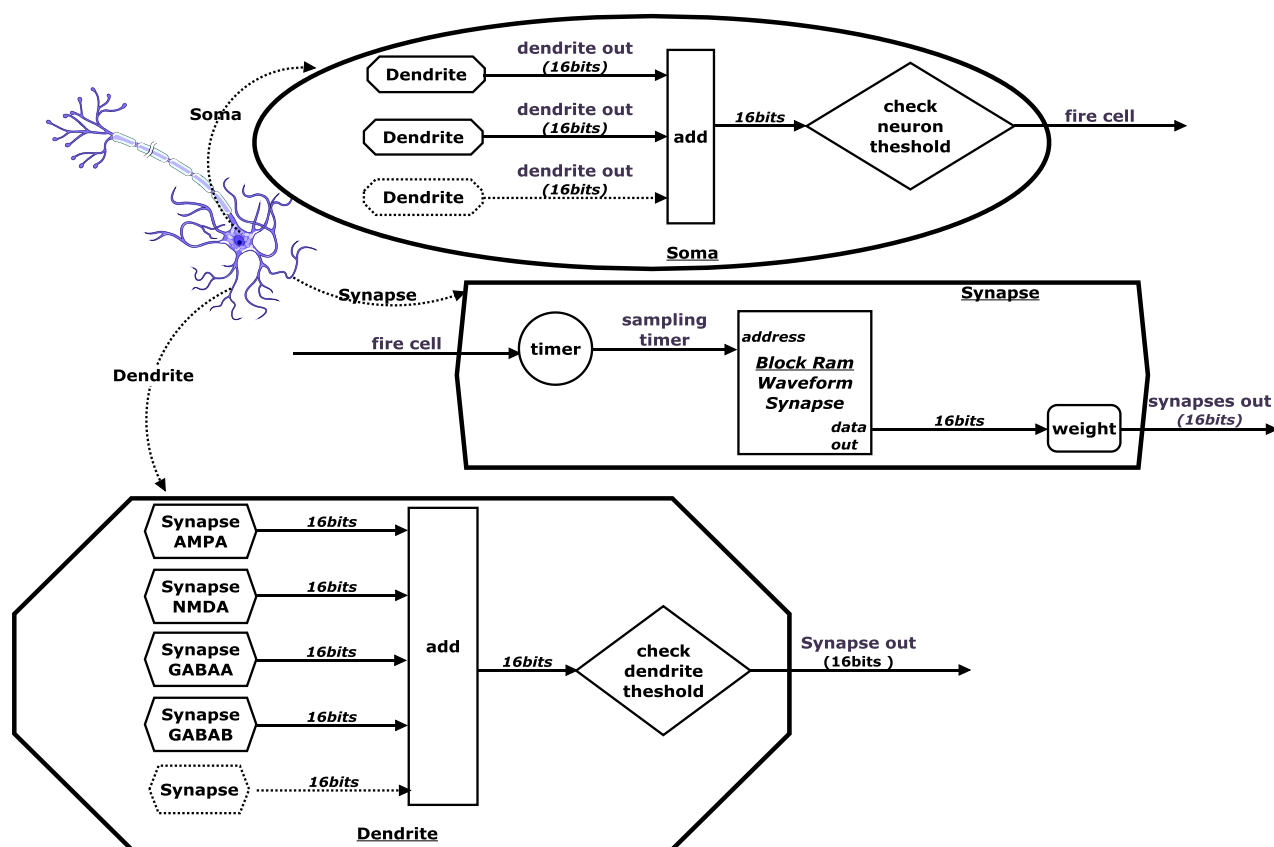 dendrite out
(16bits)
Dendrite
dendrite out
(16bits)
Dendrite
dendrite out
(16bits)
Dendrite
add
16bits
check
neuron
theshold
fire cell
Soma
Soma
Synapse
Dendrite
Synapse
fire cell
timer
sampling
timer
address
Block Ram
Waveform
Synapse
data
out
16bits
weight
synapses out
(16bits)
Synapse
AMPA
16bits
Synapse
NMDA
16bits
Synapse
GABAA
16bits
Synapse
GABAB
16bits
Synapse
16bits
add
16bits
check
dendrite
theshold
Synapse out
(16bits )
Dendrite